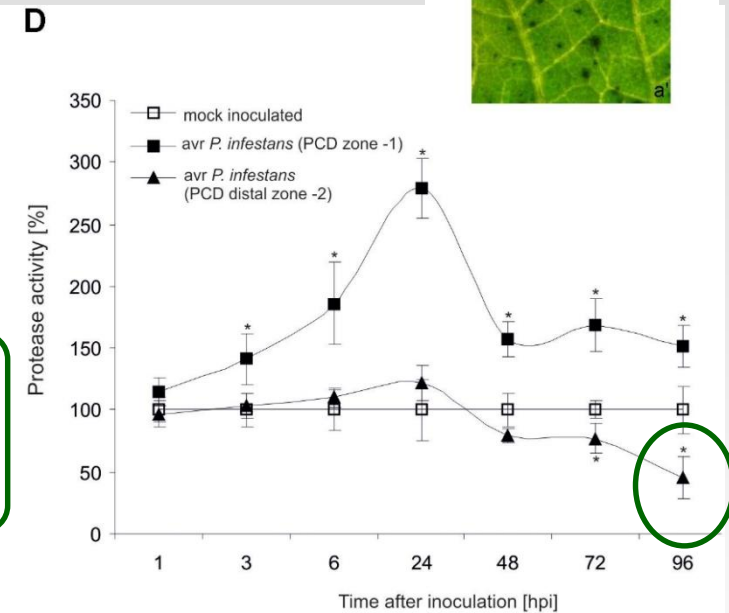 D
a'
350
300
250
200
150
100
50
0
Protease activity [%]
mock inoculated
avr P. infestans (PCD zone -1)
avr P. infestans
(PCD distal zone -2)
*
*
*
*
*
*
*
*
1
3
6
24
48
72
96
Time after inoculation [hpi]